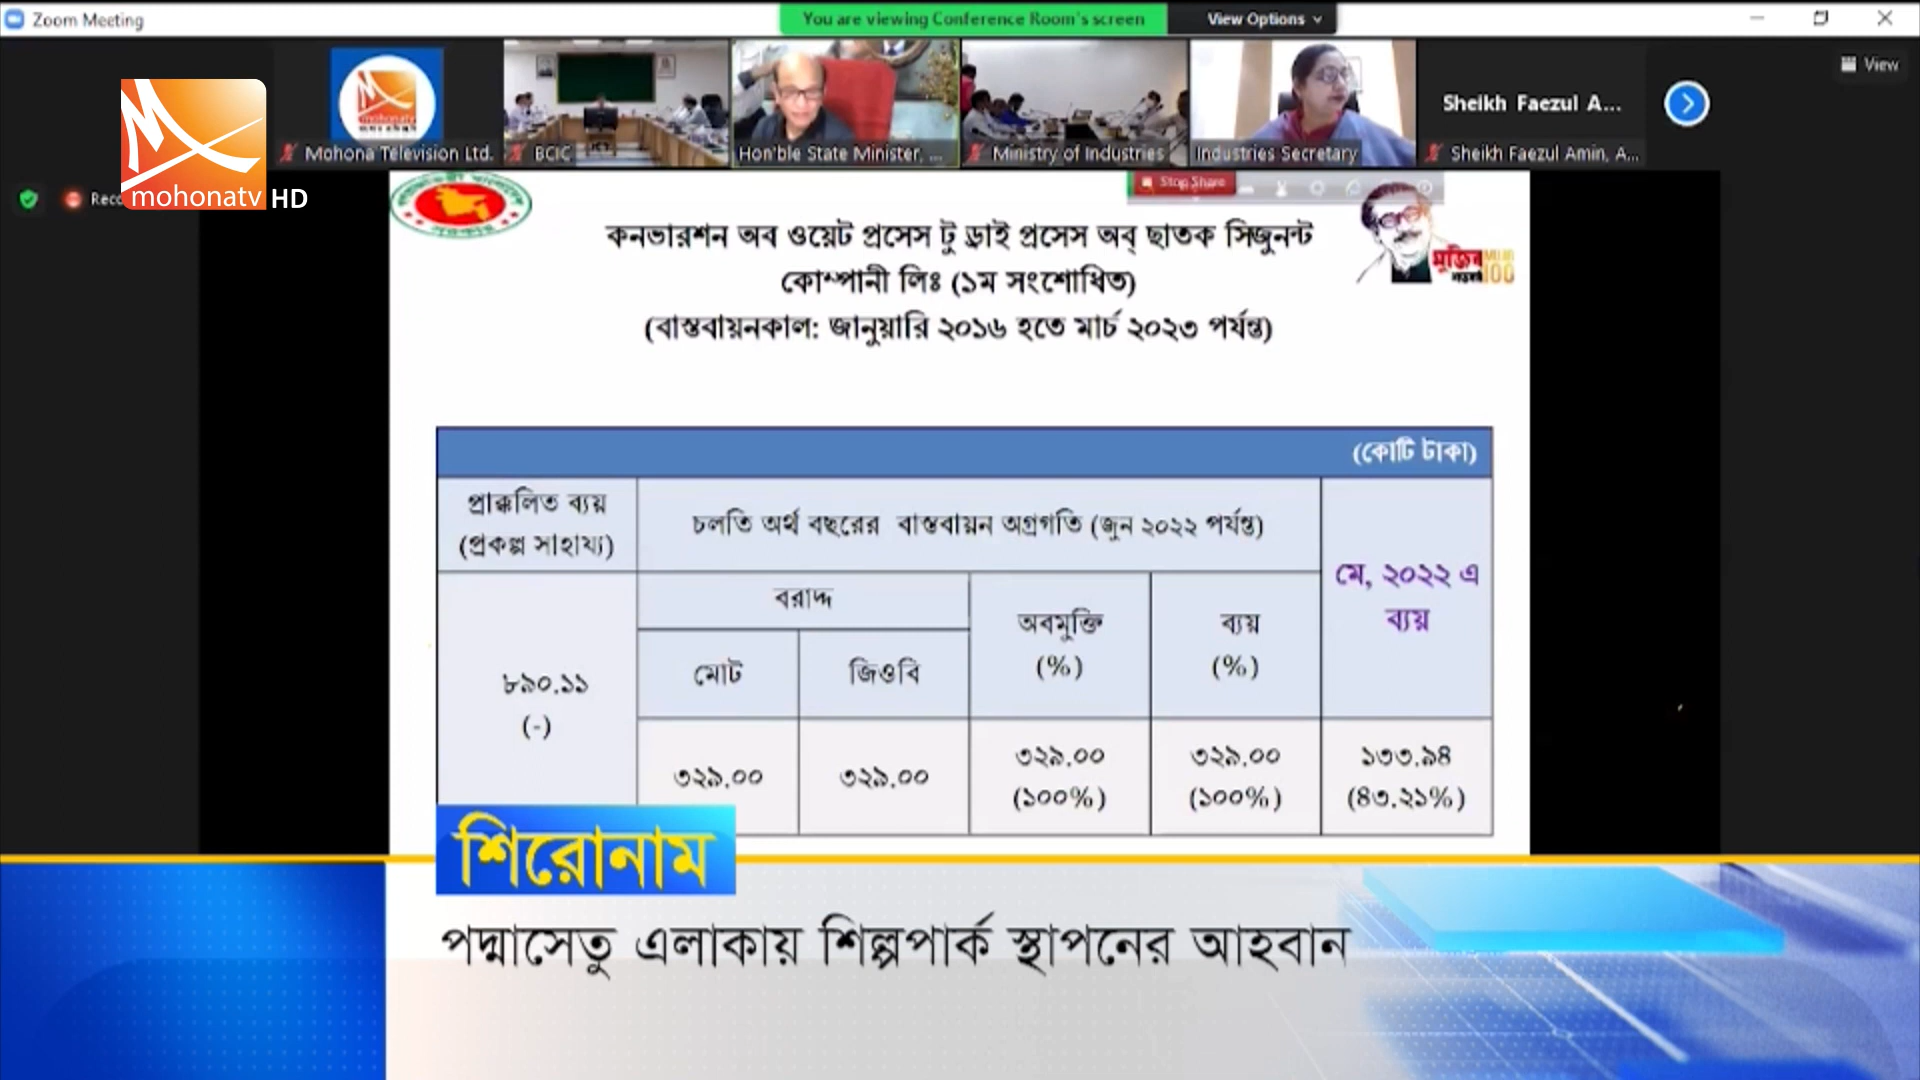 Zoom Meeting
You are viewing Conference Room's screen
View Options
View
mohonatv HD
mohonatv
Mohona Television Ltd.
BCIC
Hon'ble State Minister, ...
Ministry of Industries
Industries Secretary
Sheikh Faezul A...
Sheikh Faezul Amin, A...
Stop Share
কনভারশন অব ওয়েট প্রসেস টু ড্রাই প্রসেস অব্ ছাতক
কোম্পানী লিঃ (১ম সংশোধিত)
(বাস্তবায়নকাল: জানুয়ারি ২০১৬ হতে মার্চ ২০২৩ পর্যন্ত)
মুজিব
100
(কোটি টাকা)
প্রাক্কলিত ব্যয়
(প্রকল্প সাহায্য)
চলতি অর্থ বছরের বাস্তবায়ন অগ্রগতি (জুন ২০২২ পর্যন্ত)
মে, ২০২২ এ
ব্যয়
বরাদ্দ
অবমুক্তি
(%)
ব্যয়
(%)
মোট
জিওবি
৮৯০.১১
(-)
৩২৯.০০
৩২৯.০০
৩২৯.০০
(১০০%)
৩২৯.০০
(১০০%)
১৩৩.৯৪
(৪৩.২১%)
শিরোনাম
পদ্মাসেতু এলাকায় শিল্পপার্ক স্থাপনের আহবান